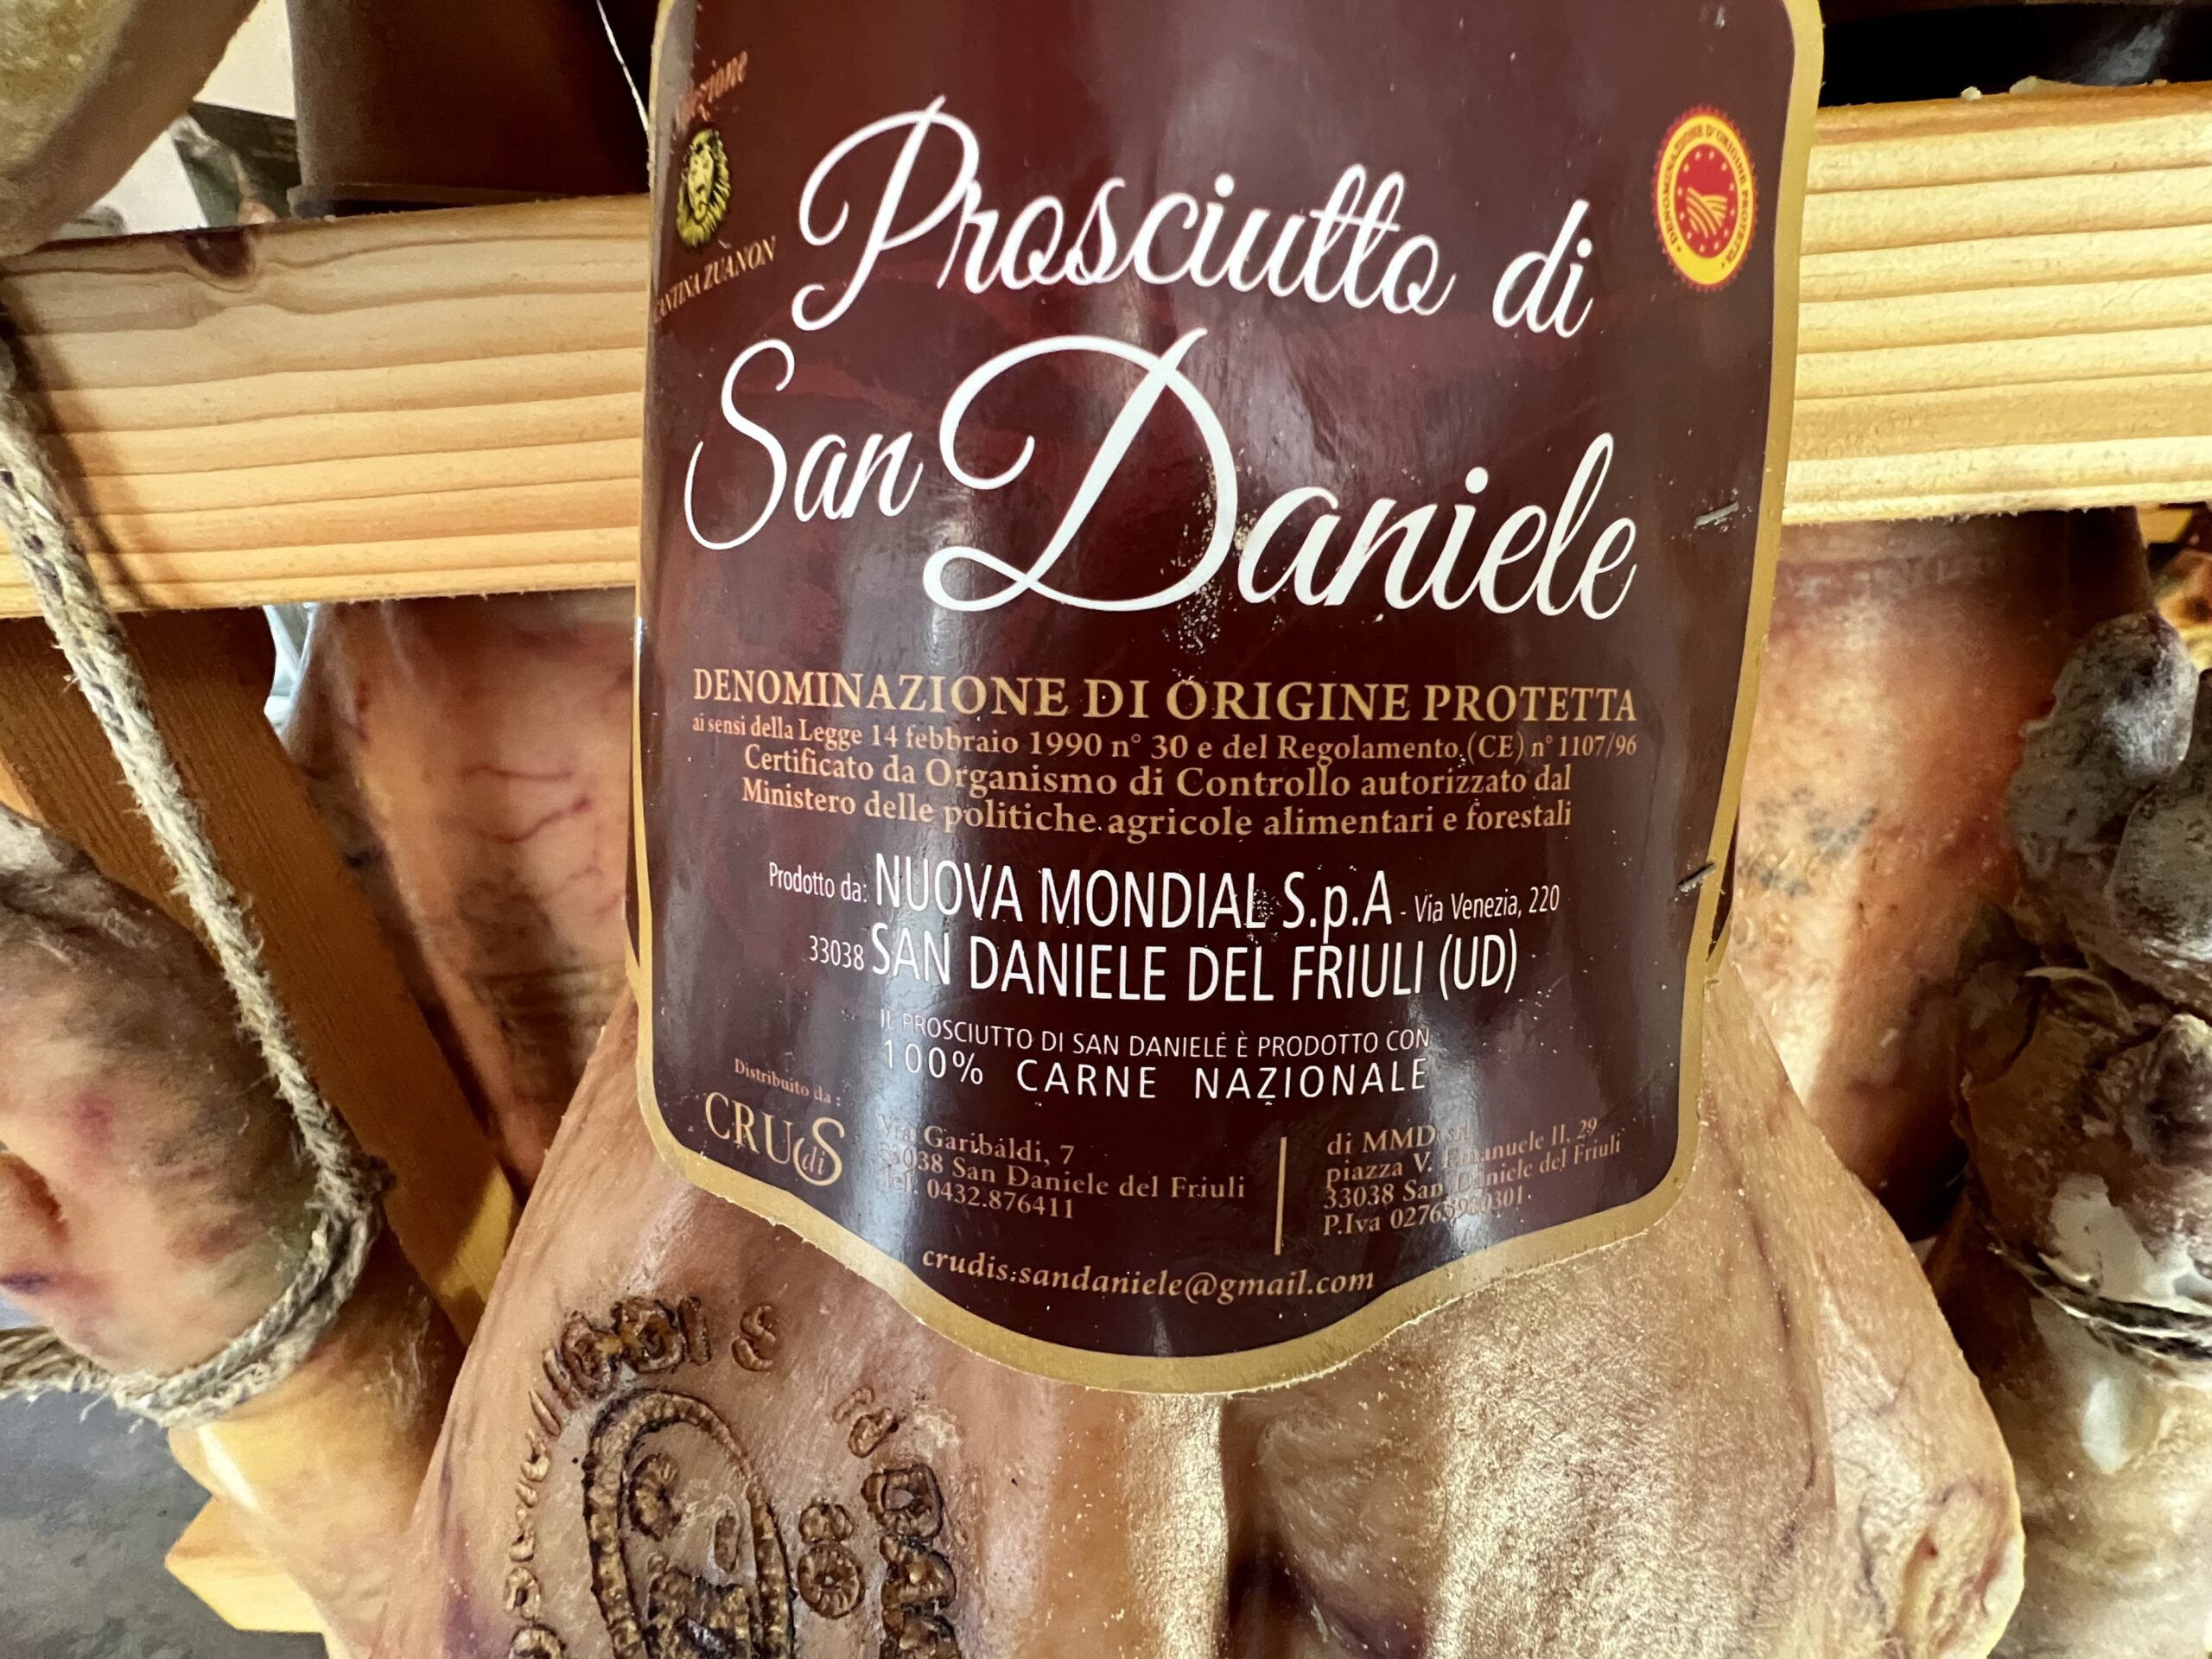 CANTINA ZUANON
Prosciutto di
San Daniele
DENOMINAZIONE D'ORIGINE PROTETTA
DENOMINAZIONE DI ORIGINE PROTETTA
ai sensi della Legge 14 febbraio 1990 n° 30 e del Regolamento (CE) n° 1107/96
Certificato da Organismo di Controllo autorizzato dal
Ministero delle politiche agricole alimentari e forestali
Prodotto da: NUOVA MONDIAL S.p.A - Via Venezia, 220
33038 SAN DANIELE DEL FRIULI (UD)
IL PROSCIUTTO DI SAN DANIELE È PRODOTTO CON
100% CARNE NAZIONALE
Distribuito da :
CRUdiS
Via Garibaldi, 7
33038 San Daniele del Friuli
Tel. 0432.876411
di MMD srl
piazza V. Emanuele II, 29
33038 San Daniele del Friuli
P.Iva
crudis.sandaniele@gmail.com